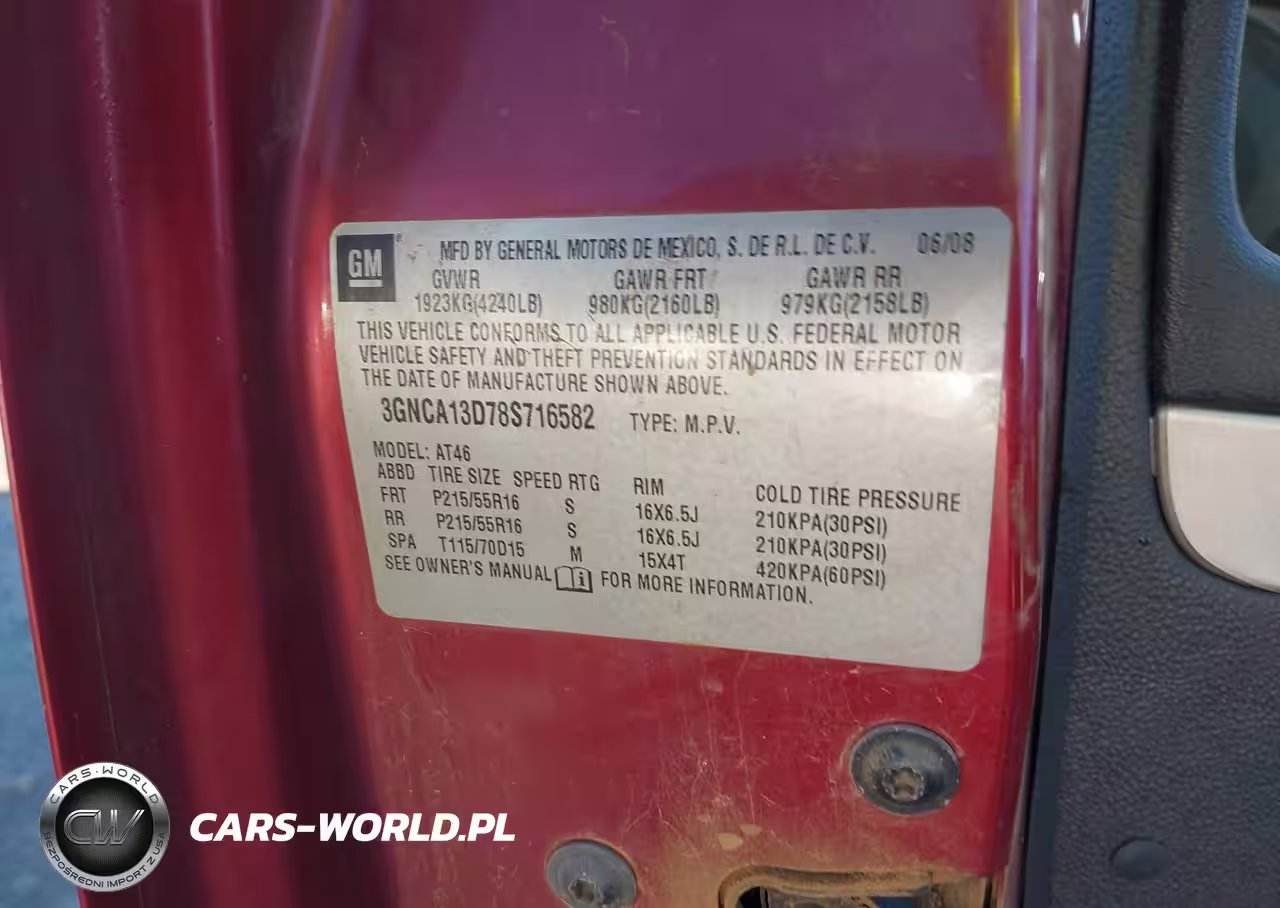 GM
MFD BY GENERAL MOTORS DE MEXICO, S. DE R.L. DE C.V. 06/08
GVWR GAWR FRT GAWR RR
1923KG(4240LB) 980KG(2160LB) 979KG(2158LB)
THIS VEHICLE CONFORMS TO ALL APPLICABLE U.S. FEDERAL MOTOR
VEHICLE SAFETY AND THEFT PREVENTION STANDARDS IN EFFECT ON
THE DATE OF MANUFACTURE SHOWN ABOVE.
3GNCA13D78S716582 TYPE: M.P.V.
MODEL: AT46
ABBD TIRE SIZE SPEED RTG RIM COLD TIRE PRESSURE
FRT P215/55R16 S 16X6.5J 210KPA(30PSI)
RR P215/55R16 S 16X6.5J 210KPA(30PSI)
SPA T115/70D15 M 15X4T 420KPA(60PSI)
SEE OWNER'S MANUAL FOR MORE INFORMATION.
CARS-WORLD
CW
BEZPOŚREDNI IMPORT Z USA
CARS-WORLD.PL